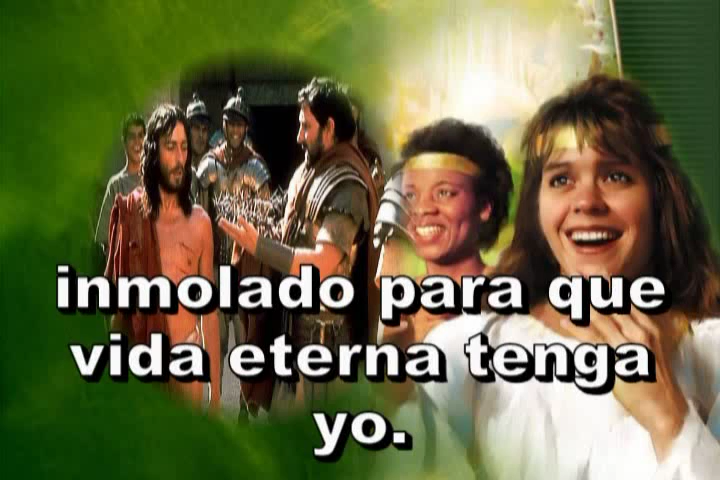 inmolado para que
vida eterna tenga
yo.